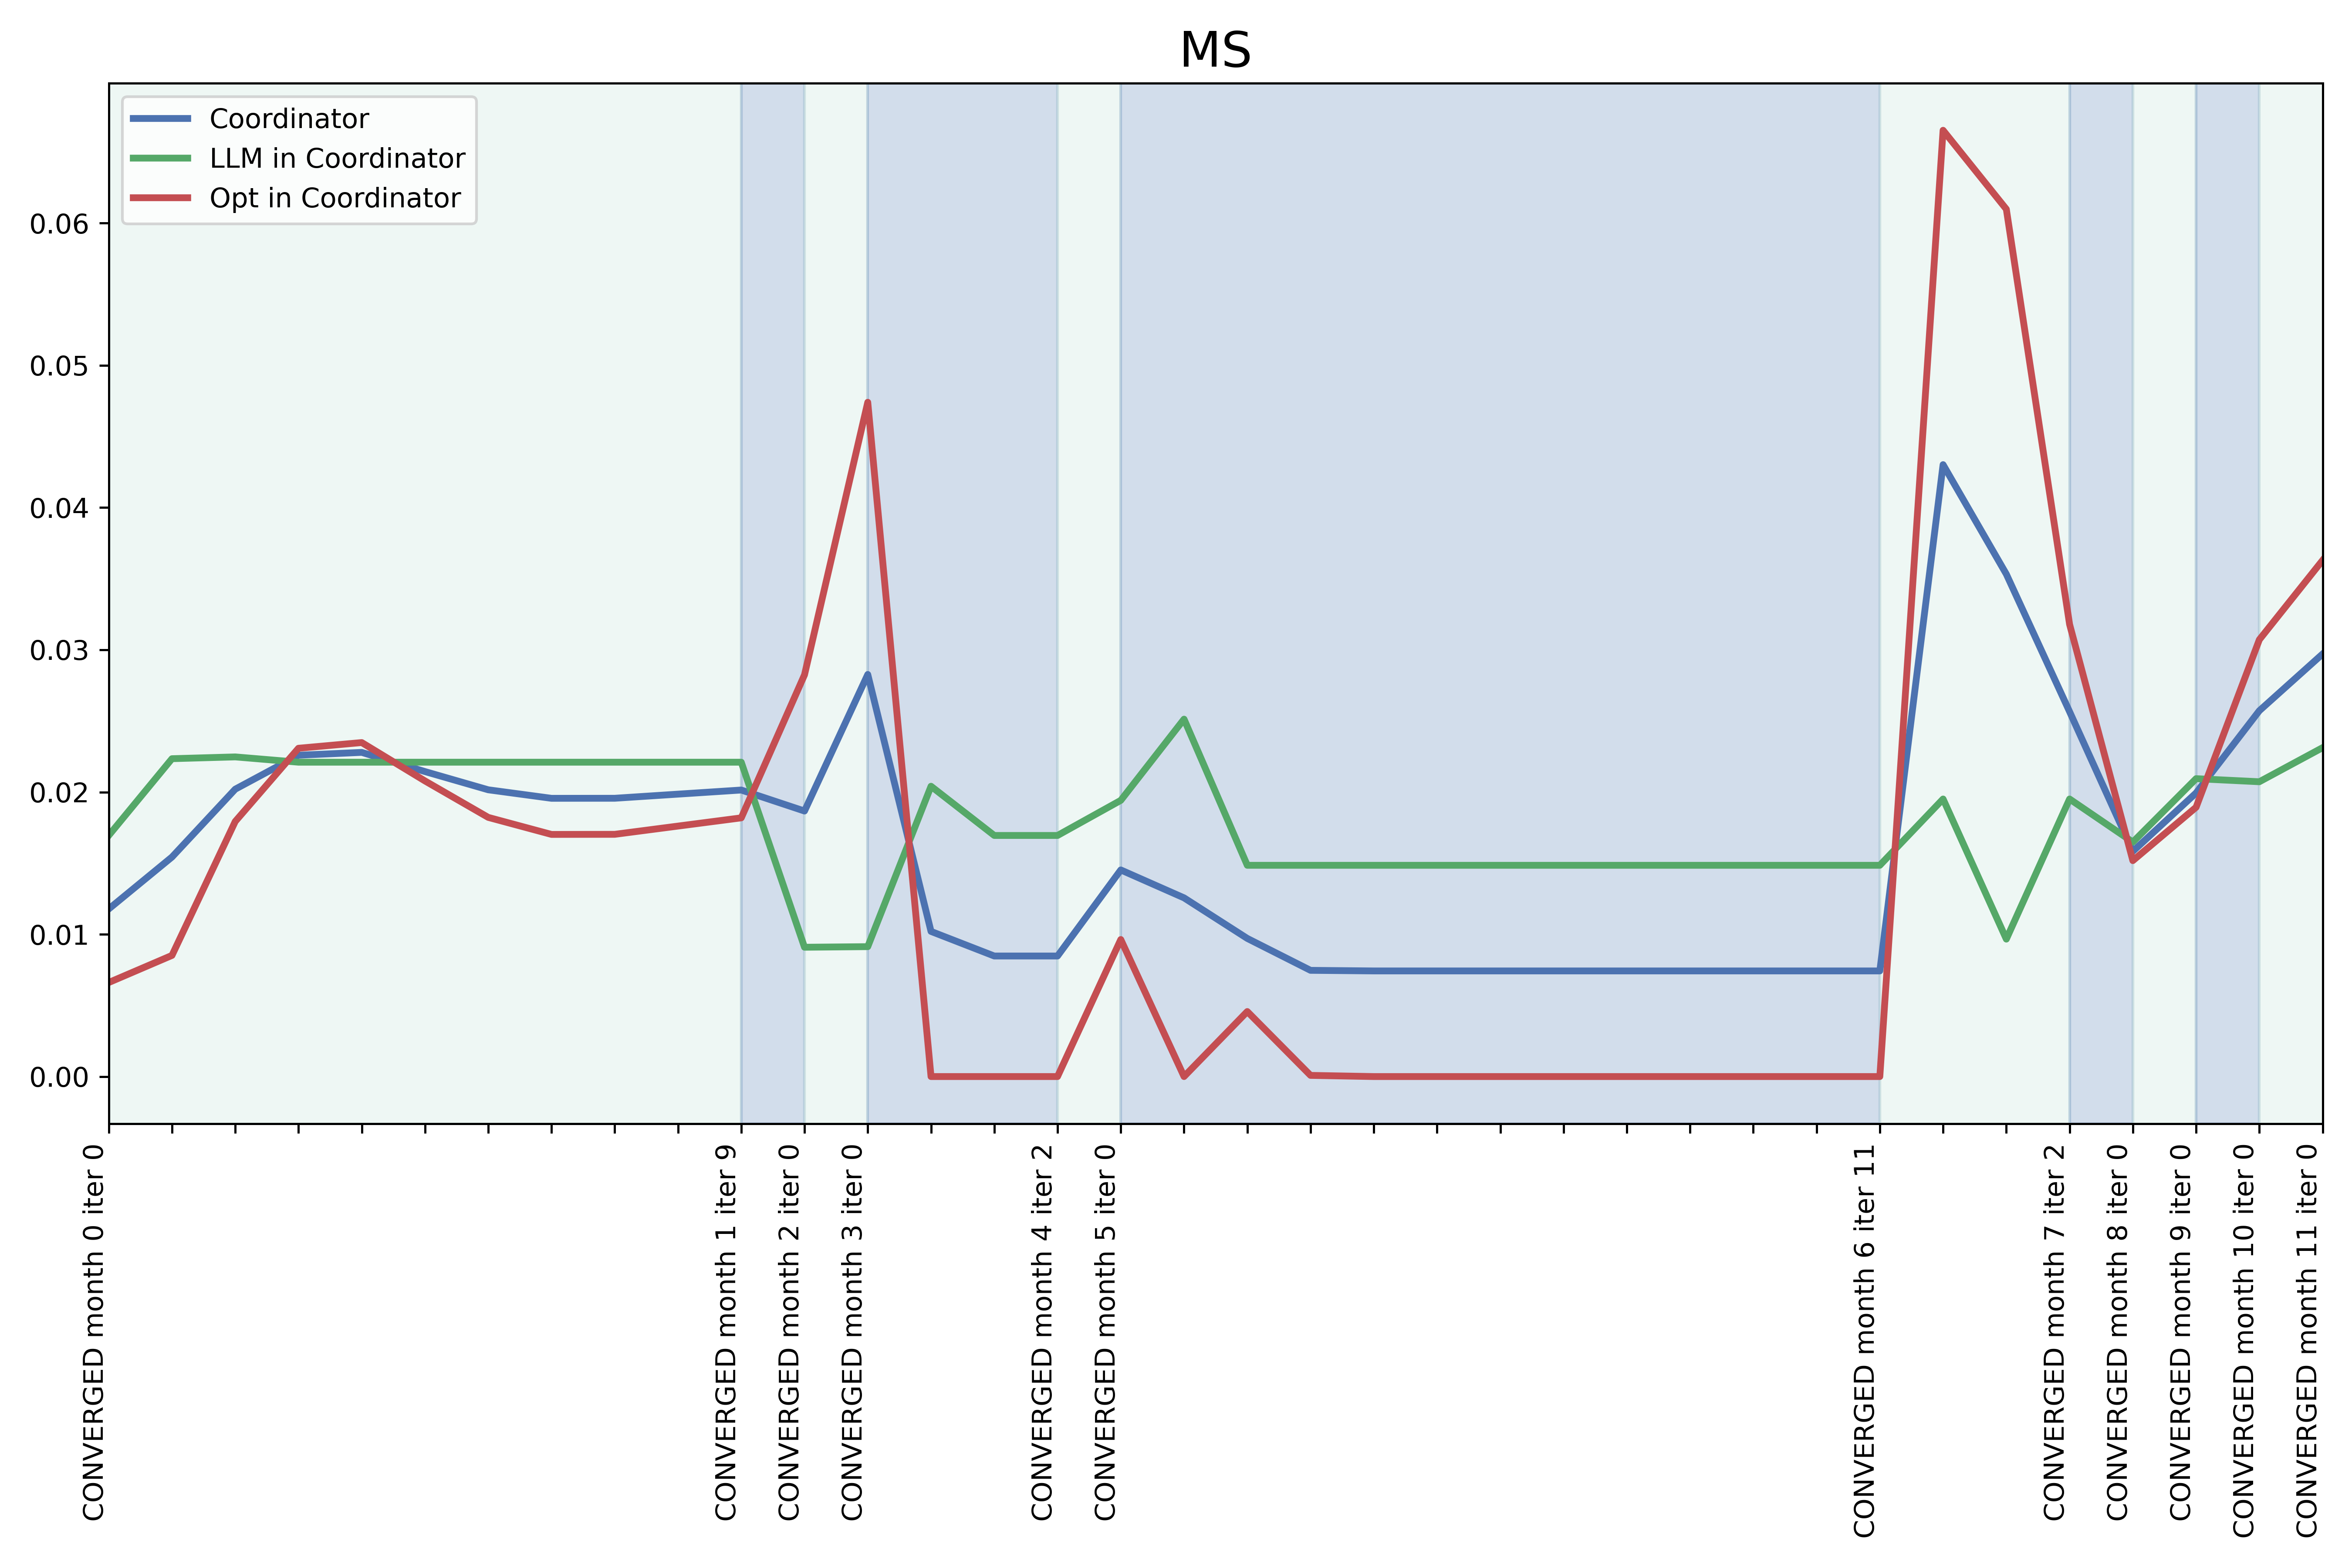 MS
Coordinator
LLM in Coordinator
Opt in Coordinator
0.06
0.05
0.04
0.03
0.02
0.01
0.00
CONVERGED month 0 iter 0
CONVERGED month 1 iter 9
CONVERGED month 2 iter 0
CONVERGED month 3 iter 0
CONVERGED month 4 iter 2
CONVERGED month 5 iter 0
CONVERGED month 6 iter 11
CONVERGED month 7 iter 2
CONVERGED month 8 iter 0
CONVERGED month 9 iter 0
CONVERGED month 10 iter 0
CONVERGED month 11 iter 0